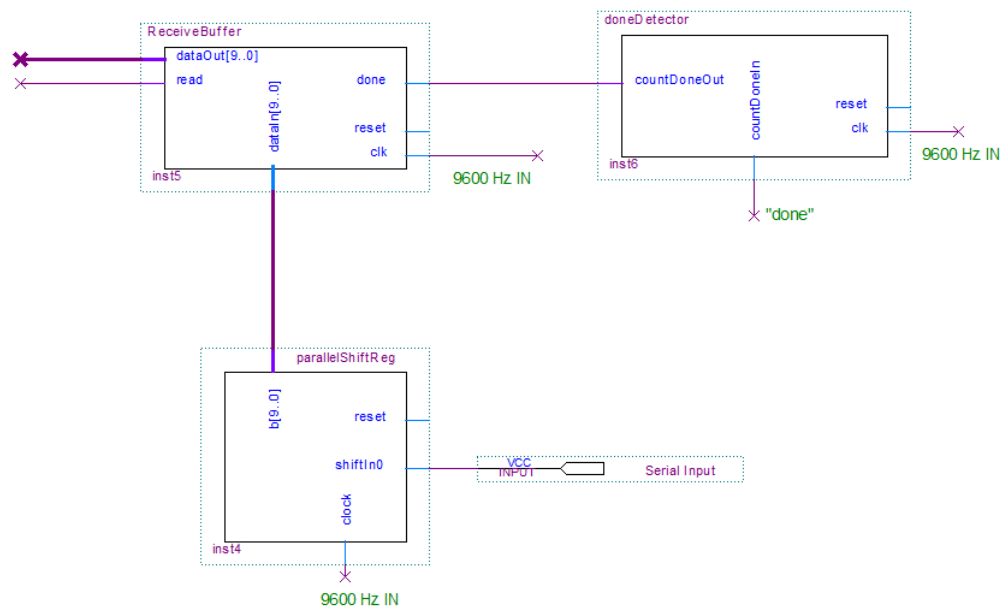 ReceiveBuffer
dataOut[9..0]
read
dataIn[9..0]
done
reset
clk
inst5
9600 Hz IN
doneDetector
countDoneOut
countDoneIn
reset
clk
inst6
9600 Hz IN
"done"
parallelShiftReg
b[9..0]
reset
shiftIn0
clock
inst4
9600 Hz IN
VCC
INPUT
Serial Input